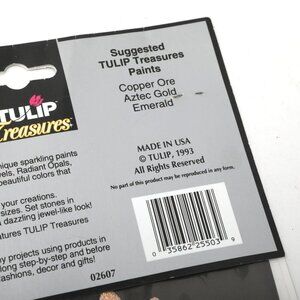 Suggested
TULIP Treasures
Paints
Copper Ore
Aztec Gold
Emerald
TULIP
Treasures
MADE IN USA
© TULIP, 1993
All Rights Reserved
No part of this product may be reproduced in any form.
nique sparkling paints
vels, Radiant Opals,
beautiful colors that
your creations.
sizes. Set stones in
dazzling jewel-like look!
atures TULIP Treasures
y projects using products in
long step-by-step and before
fashions, decor and gifts!
02607
0 35862 25503 9